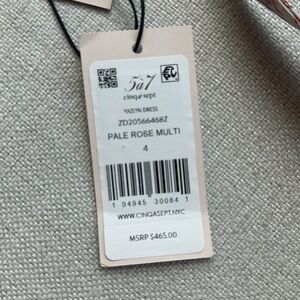 5à7
cinq à sept
YAZLYN DRESS
ZD20566468Z
PALE ROSE MULTI
4
1 94945 30084 1
WWW.CINQASEPT.NYC
MSRP $465.00